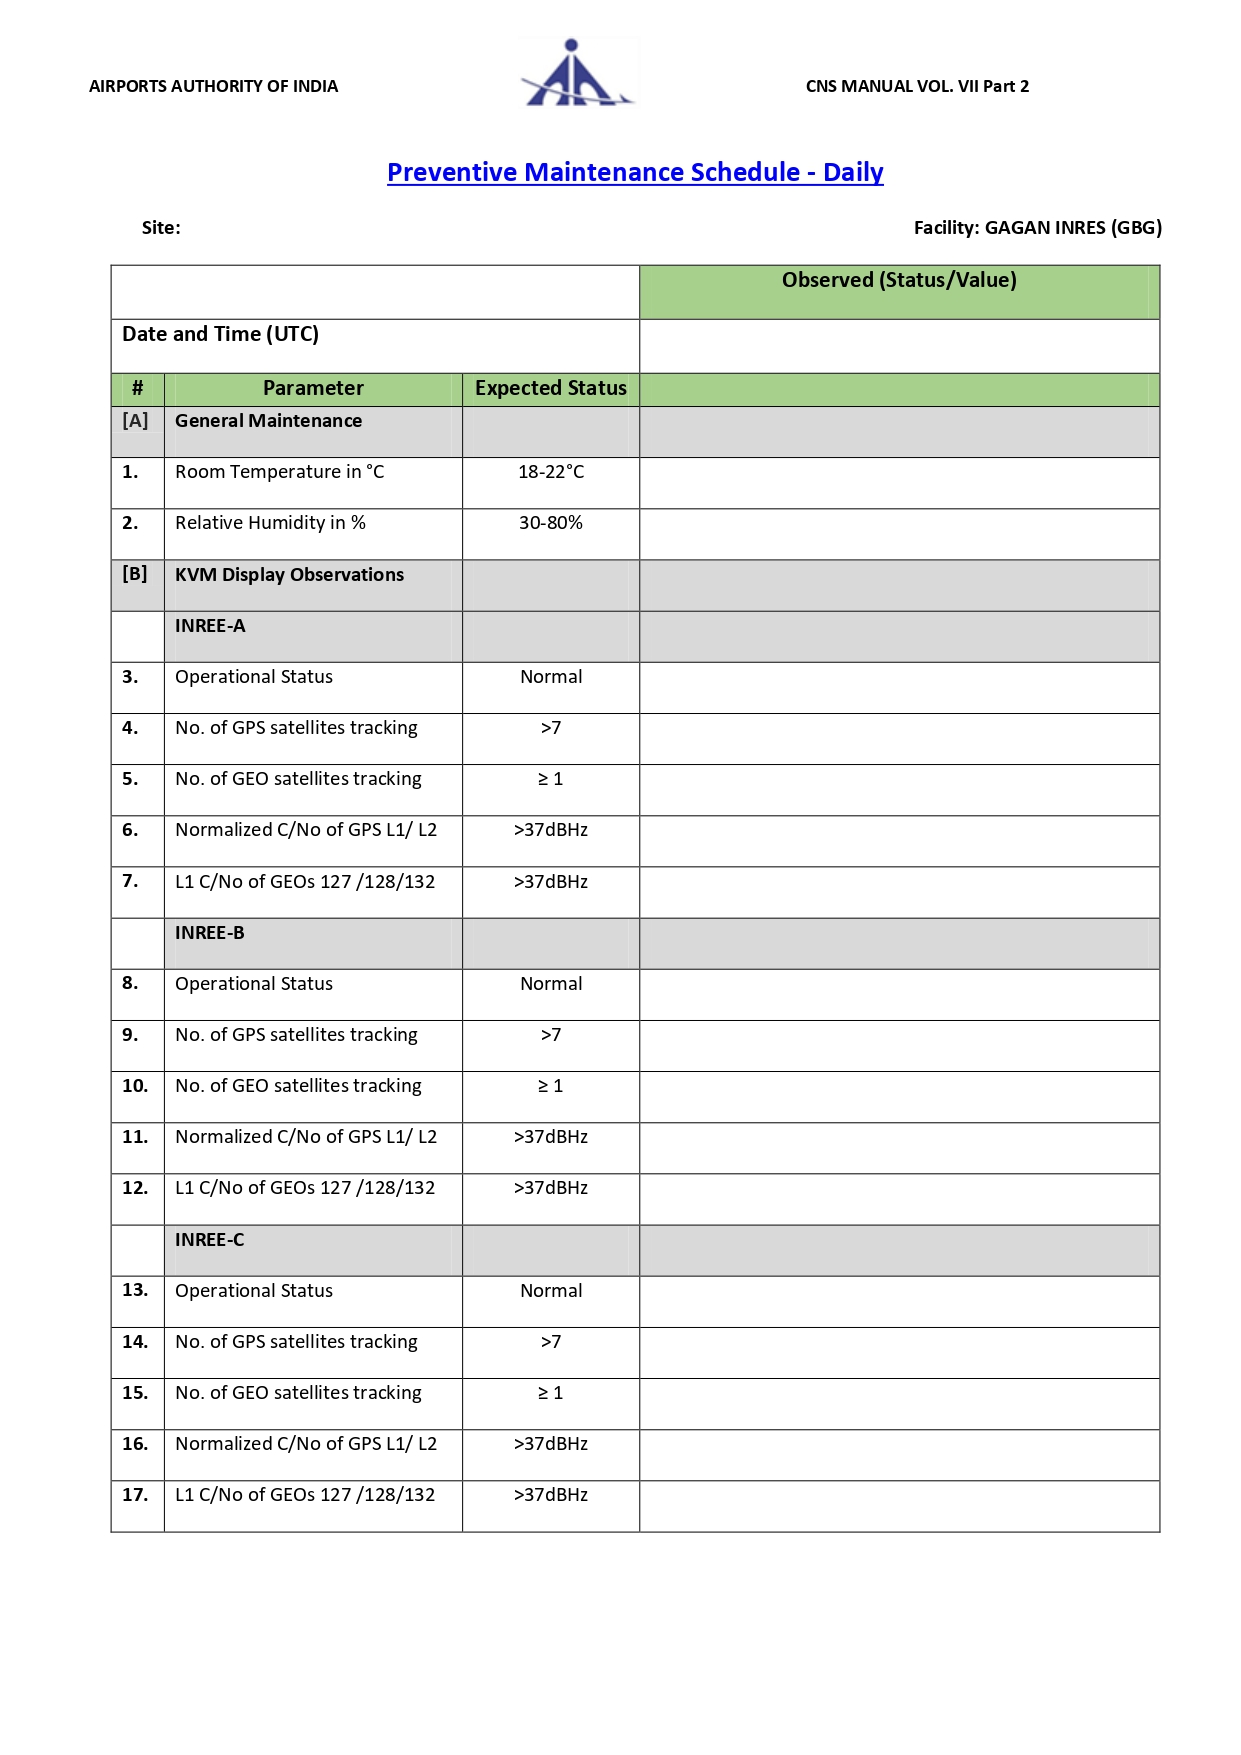 AIRPORTS AUTHORITY OF INDIA
CNS MANUAL VOL. VII Part 2
Preventive Maintenance Schedule - Daily
Site:
Facility: GAGAN INRES (GBG)
Observed (Status/Value)
Date and Time (UTC)
# Parameter Expected Status
[A] General Maintenance
1. Room Temperature in °C 18-22°C
2. Relative Humidity in % 30-80%
[B] KVM Display Observations
INREE-A
3. Operational Status Normal
4. No. of GPS satellites tracking >7
5. No. of GEO satellites tracking ≥ 1
6. Normalized C/No of GPS L1/ L2 >37dBHz
7. L1 C/No of GEOs 127 /128/132 >37dBHz
INREE-B
8. Operational Status Normal
9. No. of GPS satellites tracking >7
10. No. of GEO satellites tracking ≥ 1
11. Normalized C/No of GPS L1/ L2 >37dBHz
12. L1 C/No of GEOs 127 /128/132 >37dBHz
INREE-C
13. Operational Status Normal
14. No. of GPS satellites tracking >7
15. No. of GEO satellites tracking ≥ 1
16. Normalized C/No of GPS L1/ L2 >37dBHz
17. L1 C/No of GEOs 127 /128/132 >37dBHz